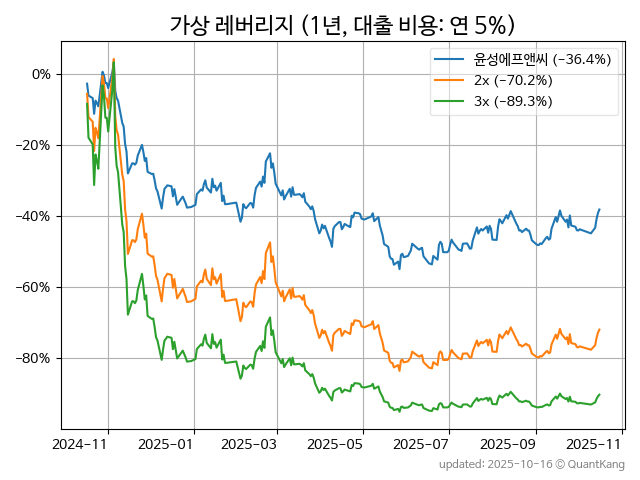 가상 레버리지 (1년, 대출 비용: 연 5%)
윤성에프앤씨 (-36.4%)
2x (-70.2%)
3x (-89.3%)
0%
-20%
-40%
-60%
-80%
2024-11 2025-01 2025-03 2025-05 2025-07 2025-09 2025-11
updated: 2025-10-16 © QuantKang